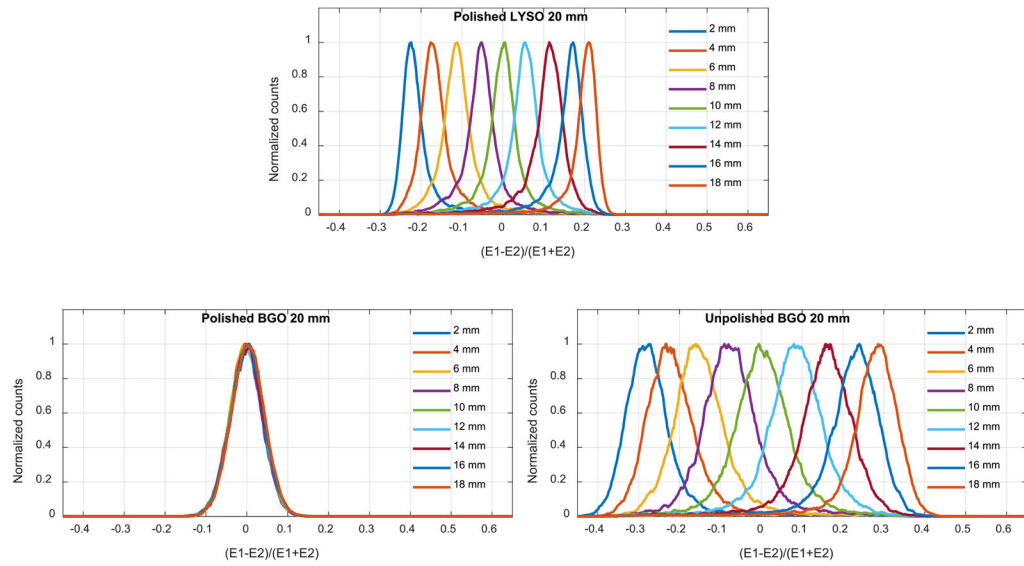 Polished LYSO 20 mm
Normalized counts
1
0.8
0.6
0.4
0.2
0
-0.4 -0.3 -0.2 -0.1 0 0.1 0.2 0.3 0.4 0.5 0.6
(E1-E2)/(E1+E2)
2 mm
4 mm
6 mm
8 mm
10 mm
12 mm
14 mm
16 mm
18 mm
Polished BGO 20 mm
Normalized counts
1
0.8
0.6
0.4
0.2
0
-0.4 -0.3 -0.2 -0.1 0 0.1 0.2 0.3 0.4 0.5 0.6
(E1-E2)/(E1+E2)
2 mm
4 mm
6 mm
8 mm
10 mm
12 mm
14 mm
16 mm
18 mm
Unpolished BGO 20 mm
Normalized counts
1
0.8
0.6
0.4
0.2
0
-0.4 -0.3 -0.2 -0.1 0 0.1 0.2 0.3 0.4 0.5 0.6
(E1-E2)/(E1+E2)
2 mm
4 mm
6 mm
8 mm
10 mm
12 mm
14 mm
16 mm
18 mm